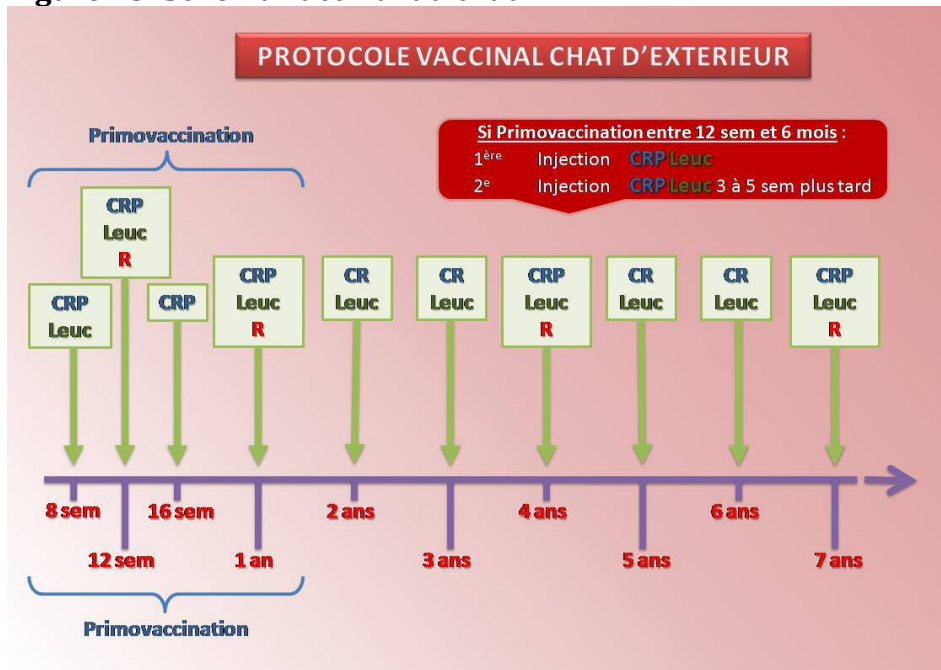 PROTOCOLE VACCINAL CHAT D'EXTERIEUR
Primovaccination
Si Primovaccination entre 12 sem et 6 mois :
1ère Injection CRP Leuc
2e Injection CRP Leuc 3 à 5 sem plus tard
CRP
Leuc
CRP
Leuc
R
CRP
CRP
Leuc
R
CR
Leuc
CR
Leuc
CRP
Leuc
R
CR
Leuc
CR
Leuc
CRP
Leuc
R
8 sem
12 sem
16 sem
1 an
2 ans
3 ans
4 ans
5 ans
6 ans
7 ans
Primovaccination